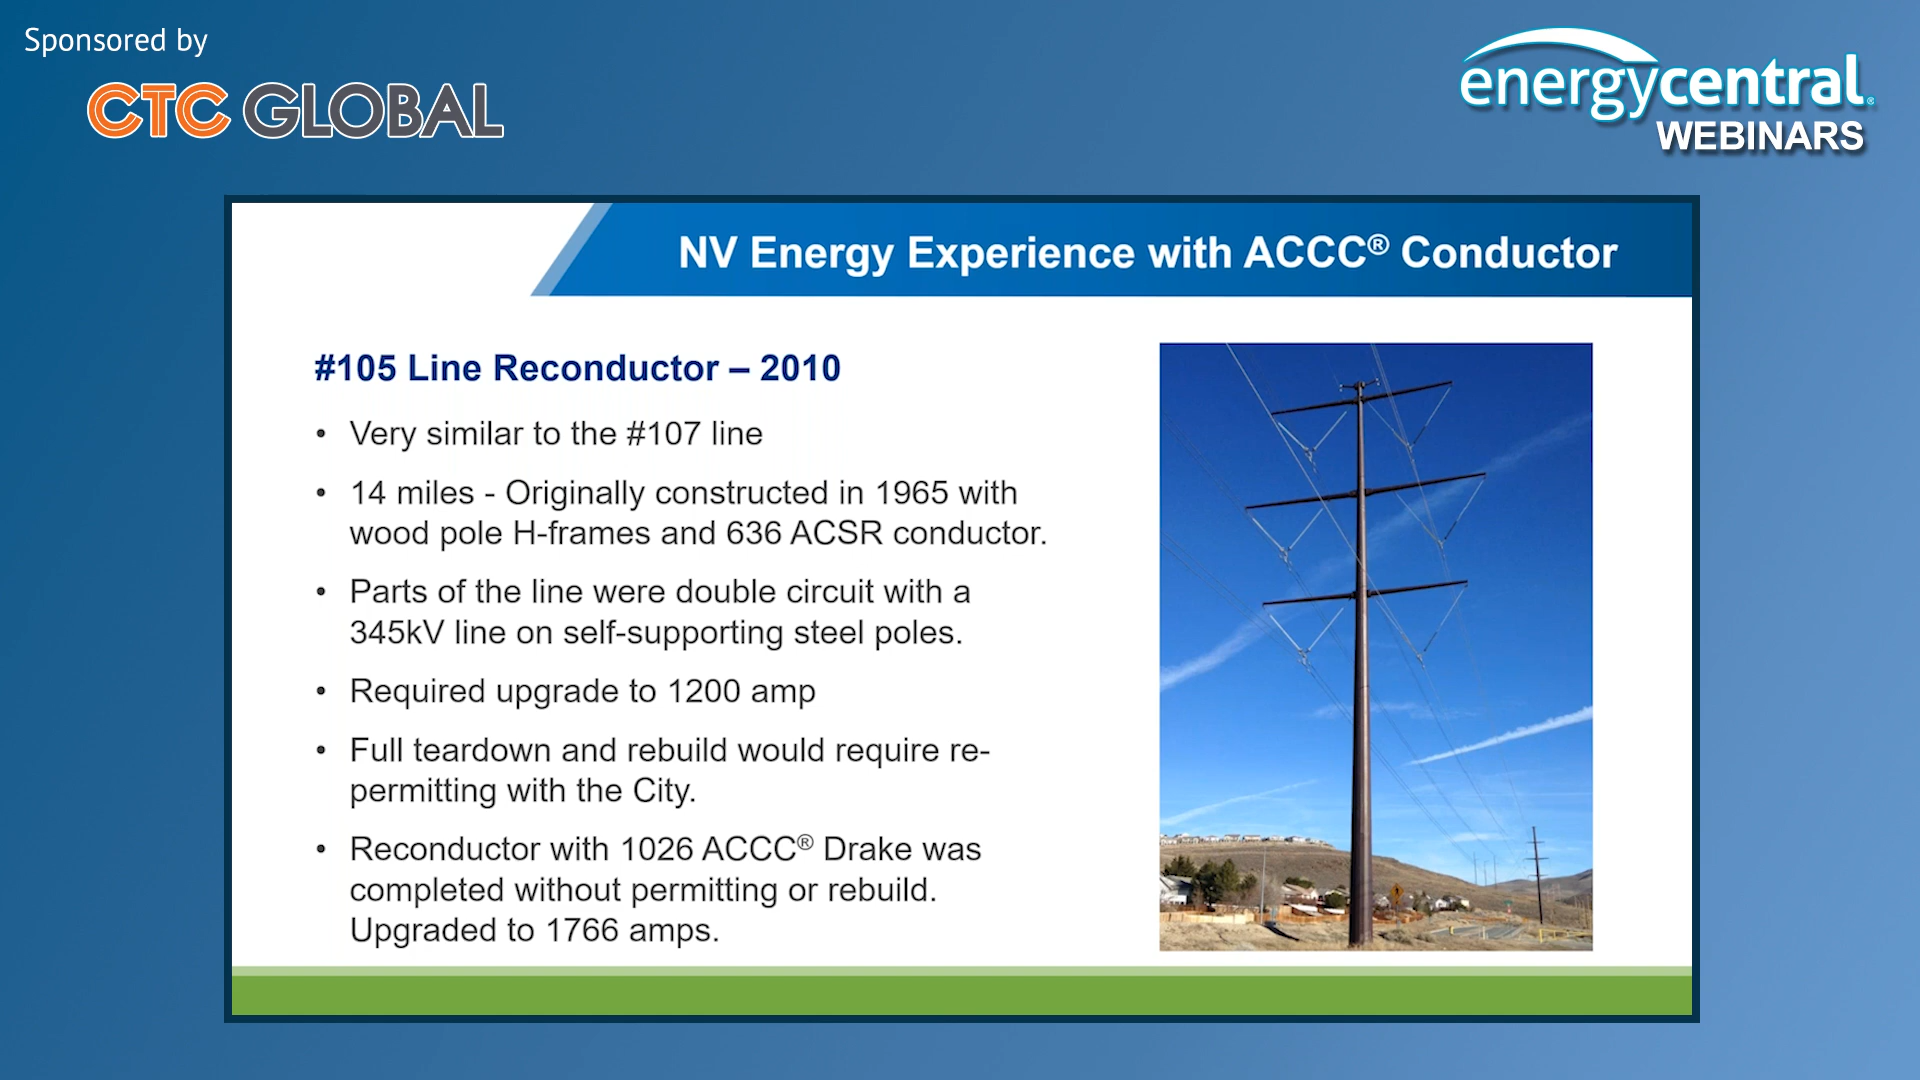 Sponsored by
CTC GLOBAL
energycentral®
WEBINARS
NV Energy Experience with ACCC® Conductor
#105 Line Reconductor – 2010
• Very similar to the #107 line
• 14 miles - Originally constructed in 1965 with
wood pole H-frames and 636 ACSR conductor.
• Parts of the line were double circuit with a
345kV line on self-supporting steel poles.
• Required upgrade to 1200 amp
• Full teardown and rebuild would require re-
permitting with the City.
• Reconductor with 1026 ACCC® Drake was
completed without permitting or rebuild.
Upgraded to 1766 amps.